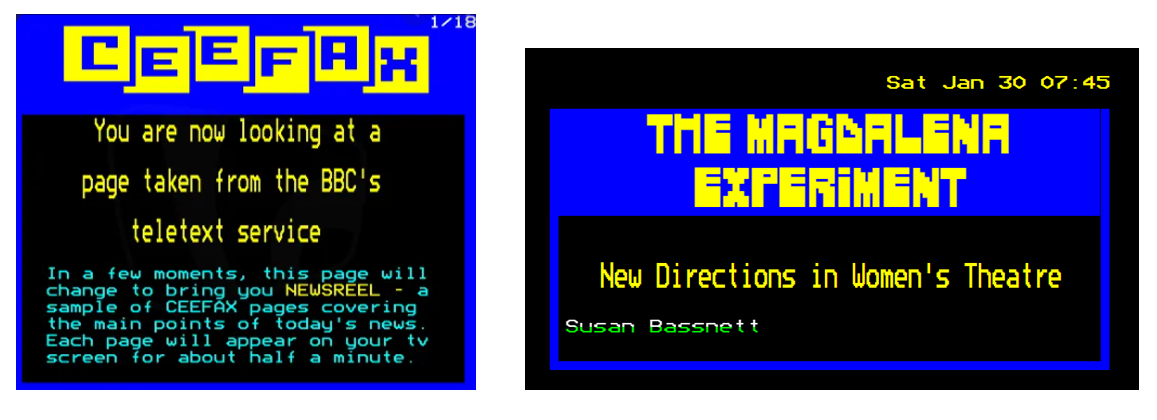 1/18
CEEFAX
You are now looking at a
page taken from the BBC's
teletext service
In a few moments, this page will
change to bring you NEWSREEL - a
sample of CEEFAX pages covering
the main points of today's news.
Each page will appear on your tv
screen for about half a minute.
Sat Jan 30 07:45
THE MAGDALENA
EXPERIMENT
New Directions in Women's Theatre
Susan Bassnett